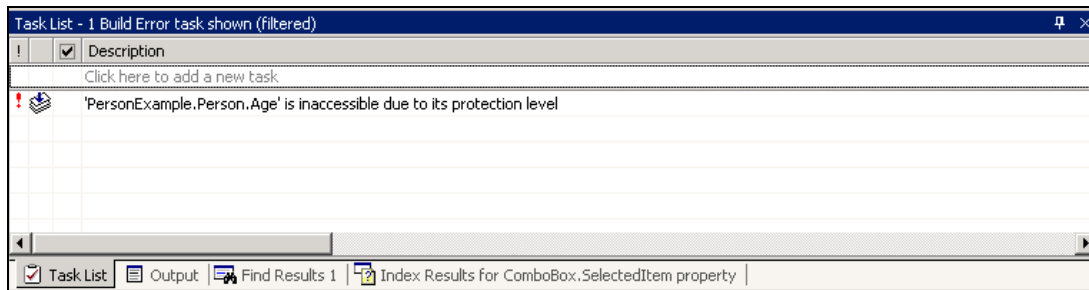 Task List - 1 Build Error task shown (filtered)
! Description
Click here to add a new task
! 'PersonExample.Person.Age' is inaccessible due to its protection level
Task List Output Find Results 1 Index Results for ComboBox.SelectedItem property